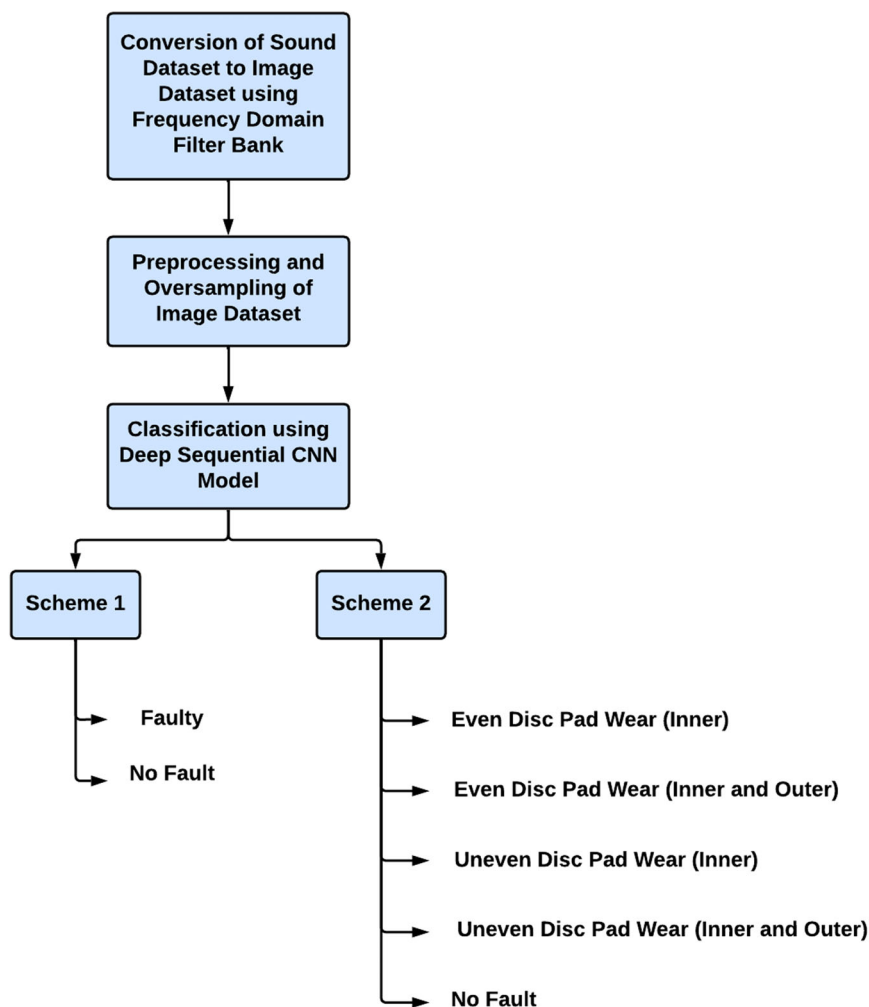 Conversion of Sound
Dataset to Image
Dataset using
Frequency Domain
Filter Bank
Preprocessing and
Oversampling of
Image Dataset
Classification using
Deep Sequential CNN
Model
Scheme 1
Scheme 2
Faulty
No Fault
Even Disc Pad Wear (Inner)
Even Disc Pad Wear (Inner and Outer)
Uneven Disc Pad Wear (Inner)
Uneven Disc Pad Wear (Inner and Outer)
No Fault